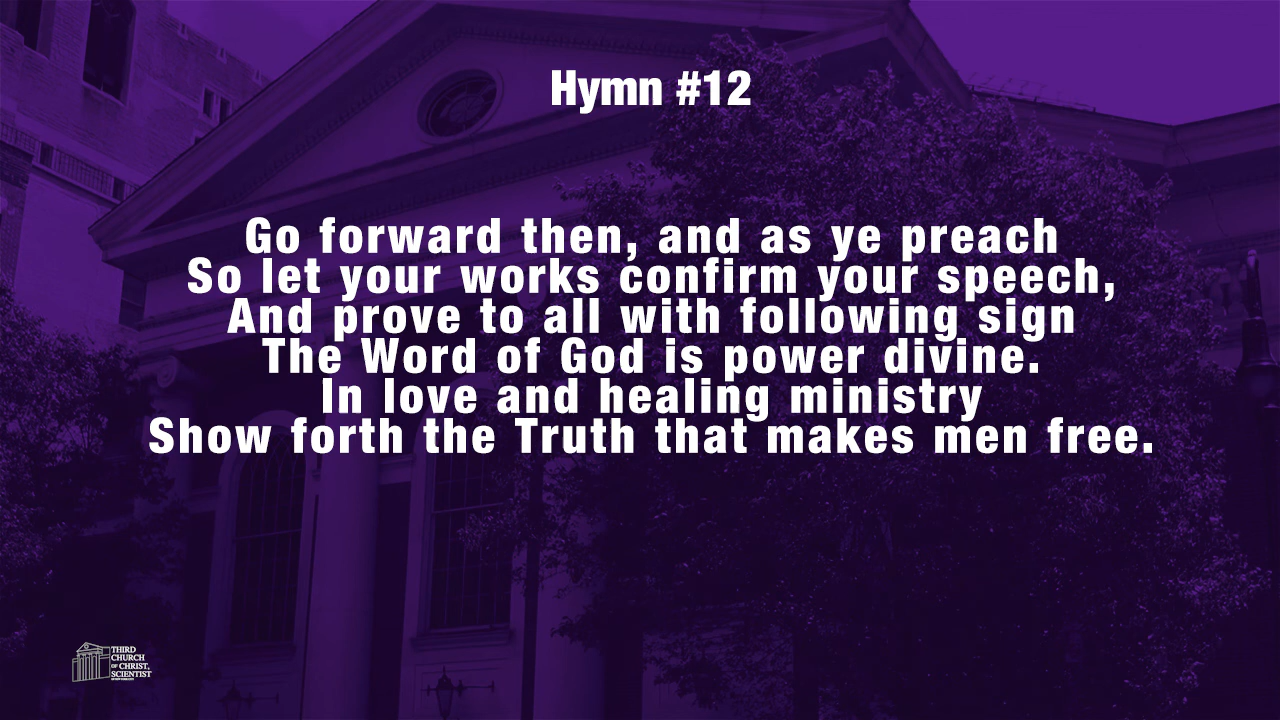 Hymn #12
Go forward then, and as ye preach
So let your works confirm your speech,
And prove to all with following sign
The Word of God is power divine.
In love and healing ministry
Show forth the Truth that makes men free.
THIRD
CHURCH
OF CHRIST,
SCIENTIST